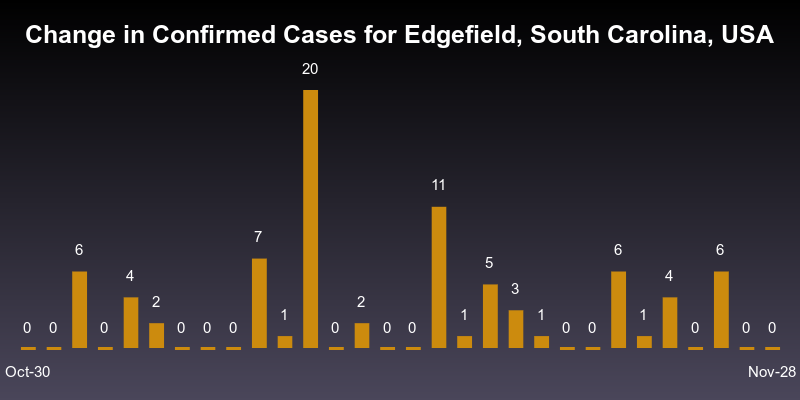 Change in Confirmed Cases for Edgefield, South Carolina, USA
20
11
7
6 6 6
5
4 4
3
2 2
1 1 1 1
0 0 0 0 0 0 0 0 0 0 0 0 0 0 0
Oct-30 Nov-28